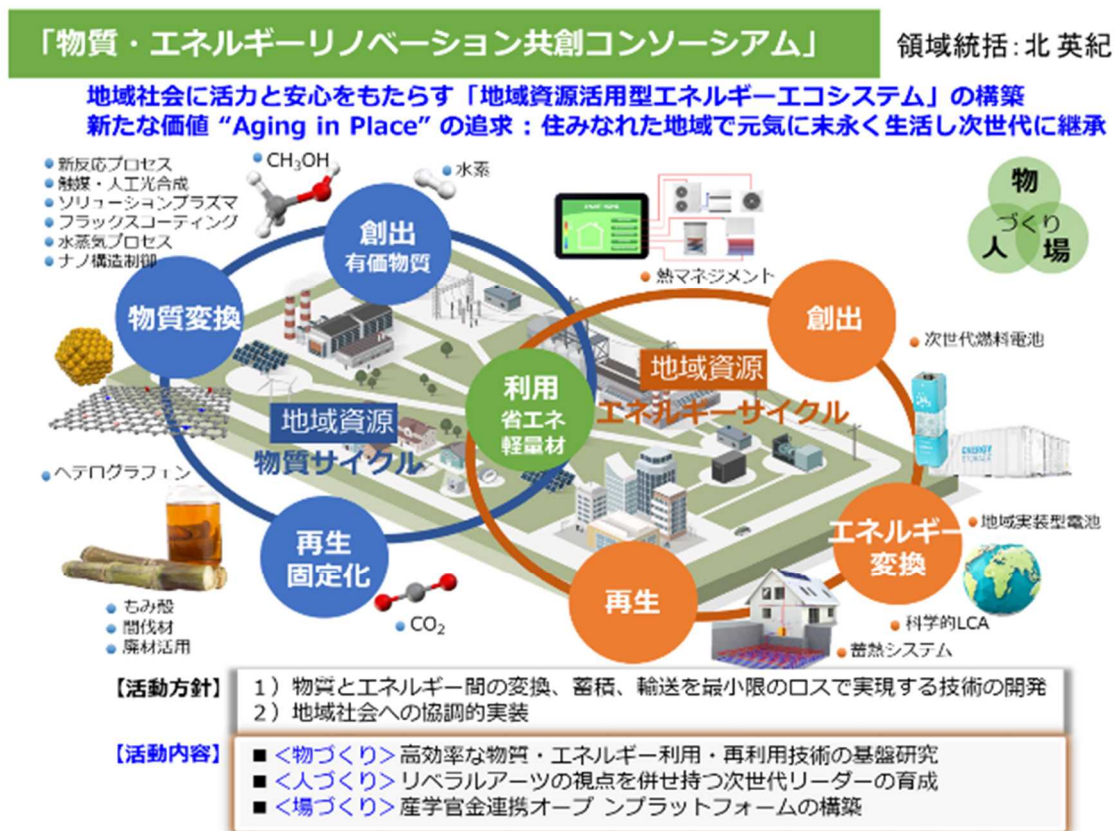 「物質・エネルギーリノベーション共創コンソーシアム」
領域統括：北 英紀
地域社会に活力と安心をもたらす「地域資源活用型エネルギーエコシステム」の構築
新たな価値 “Aging in Place” の追求：住みなれた地域で元気に末永く生活し次世代に継承
新反応プロセス
触媒・人工光合成
ソリューションプラズマ
フラックスコーティング
水蒸気プロセス
ナノ構造制御
CH₃OH
水素
創出
有価物質
物質変換
熱マネジメント
物
づくり
人 場
創出
次世代燃料電池
利用
省エネ
軽量材
地域資源
エネルギーサイクル
地域資源
物質サイクル
ENERGY
STORAGE
ヘテログラフェン
再生
固定化
地域実装型電池
エネルギー
変換
再生
CO₂
もみ殻
間伐材
廃材活用
科学的LCA
蓄熱システム
【活動方針】
1）物質とエネルギー間の変換、蓄積、輸送を最小限のロスで実現する技術の開発
2）地域社会への協調的実装
【活動内容】
■ <物づくり> 高効率な物質・エネルギー利用・再利用技術の基盤研究
■ <人づくり> リベラルアーツの視点を併せ持つ次世代リーダーの育成
■ <場づくり> 産学官金連携オープ ンプラットフォームの構築